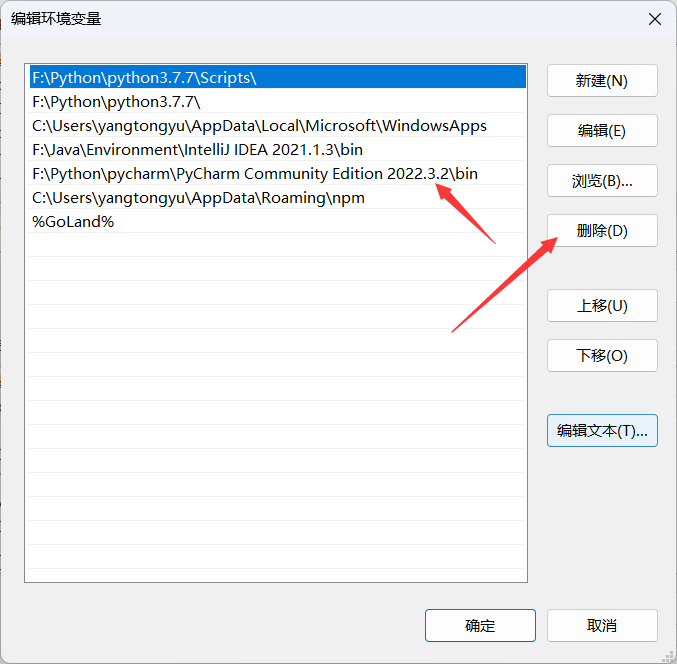 编辑环境变量
F:\Python\python3.7.7\Scripts\
F:\Python\python3.7.7\
C:\Users\yangtongyu\AppData\Local\Microsoft\WindowsApps
F:\Java\Environment\IntelliJ IDEA 2021.1.3\bin
F:\Python\pycharm\PyCharm Community Edition 2022.3.2\bin
C:\Users\yangtongyu\AppData\Roaming\npm
%GoLand%
新建(N)
编辑(E)
浏览(B)...
删除(D)
上移(U)
下移(O)
编辑文本(T)...
确定
取消